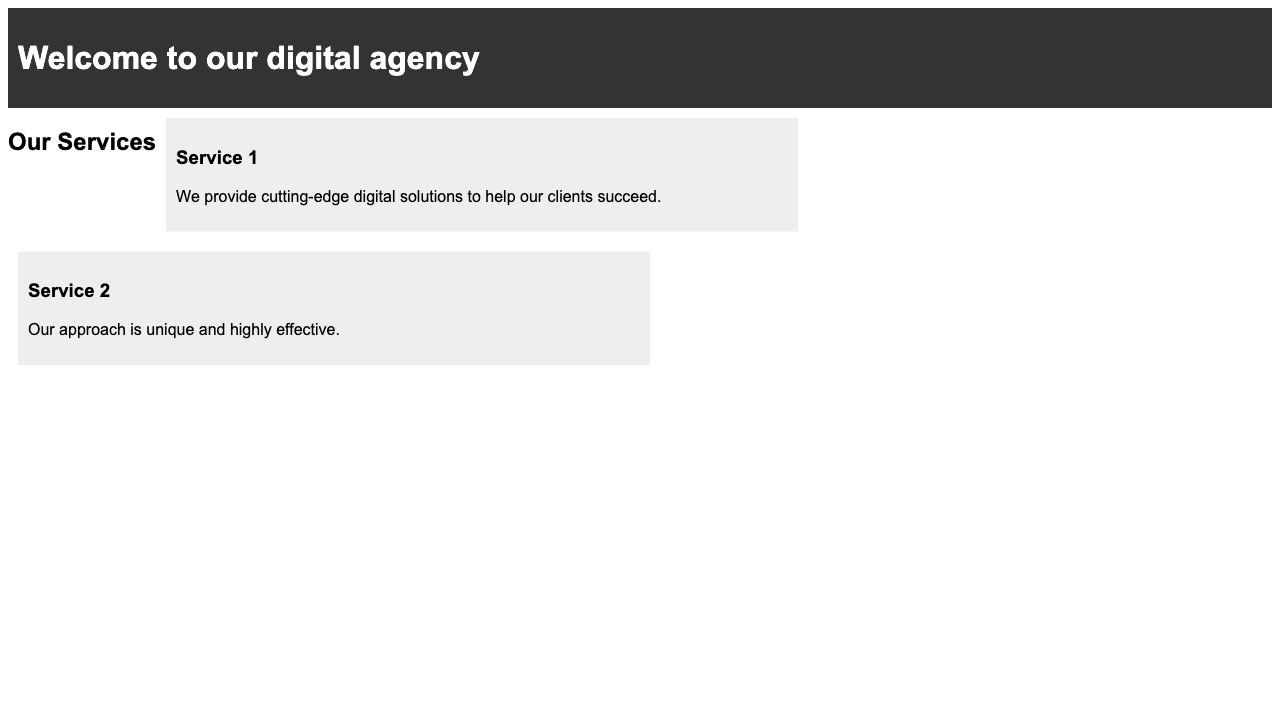 Welcome to our digital agency
Our Services
Service 1
We provide cutting-edge digital solutions to help our clients succeed.
Service 2
Our approach is unique and highly effective.